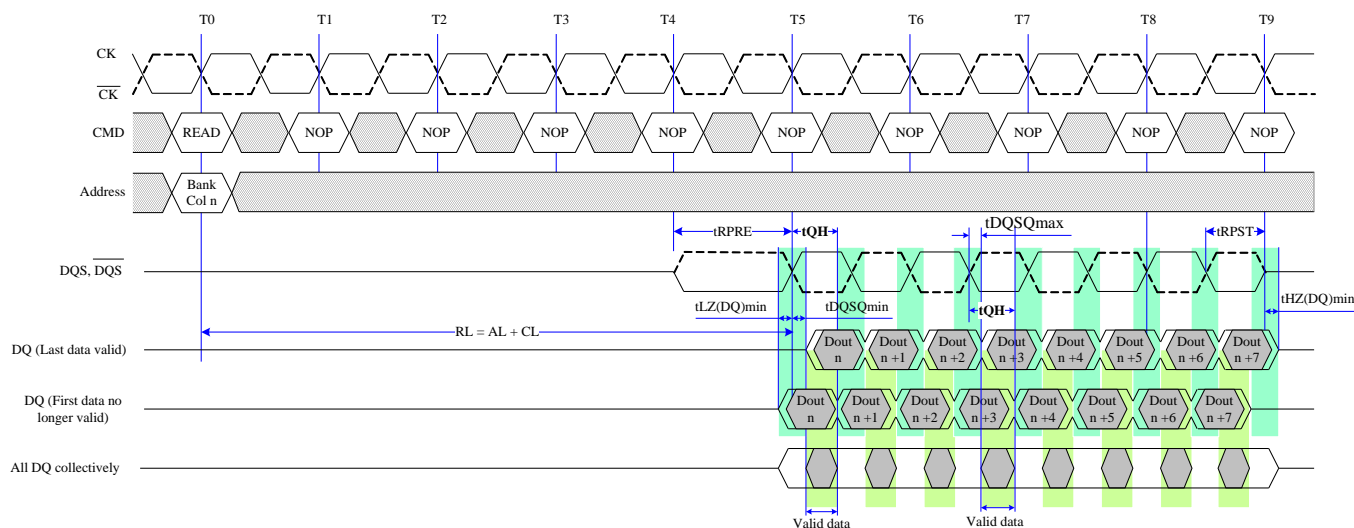 T0 T1 T2 T3 T4 T5 T6 T7 T8 T9
CK
CK
CMD READ NOP NOP NOP NOP NOP NOP NOP NOP NOP
Address Bank
Col n
tRPRE tQH tDQSQmax tRPST
DQS, DQS
tLZ(DQ)min tDQSQmin tQH tHZ(DQ)min
RL = AL + CL
DQ (Last data valid) Dout Dout Dout Dout Dout Dout Dout Dout
n n +1 n +2 n +3 n +4 n +5 n +6 n +7
DQ (First data no
longer valid)
Dout Dout Dout Dout Dout Dout Dout Dout
n n +1 n +2 n +3 n +4 n +5 n +6 n +7
All DQ collectively
Valid data Valid data